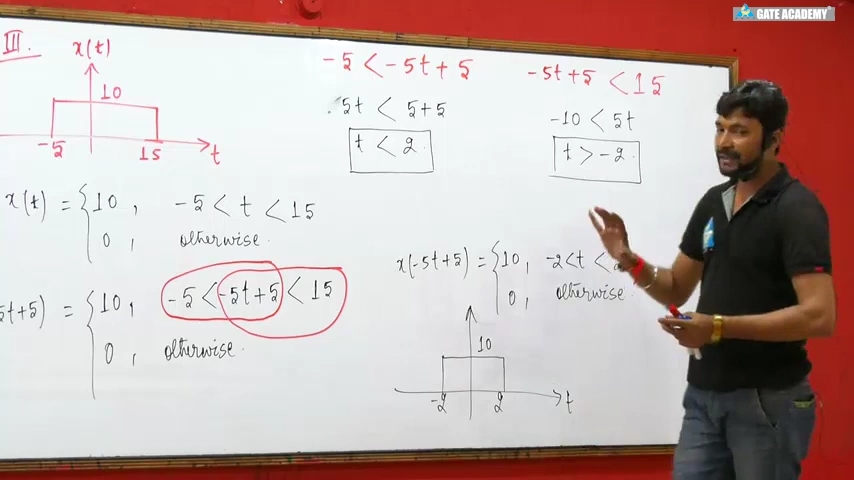 GATE ACADEMY
III.
x(t)
10
-5
15
t
x(t) = { 10 , -5 < t < 15
0 , otherwise.
5t+5) = { 10 , -5 < -5t+5 < 15
0 , otherwise.
-5 < -5t + 5
5t < 5+5
t < 2
-5t+5 < 15
-10 < 5t
t > -2
x(-5t+5) = { 10 , -2 < t <
0 , otherwise.
10
-2
2
t